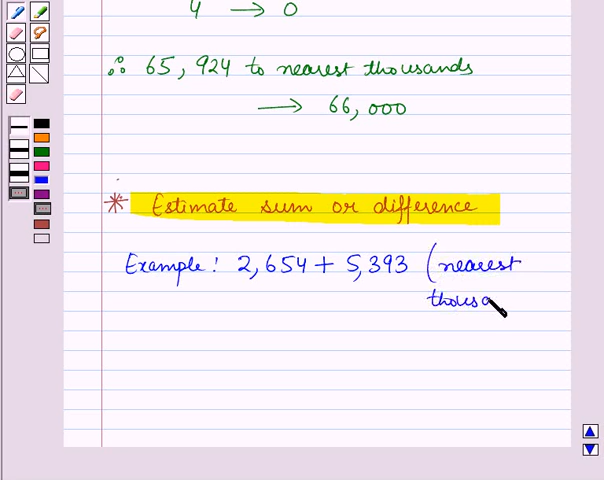 4 → 0
∴ 65,924 to nearest thousands
→ 66,000
* Estimate sum or difference
Example: 2,654 + 5,393 (nearest
thousa